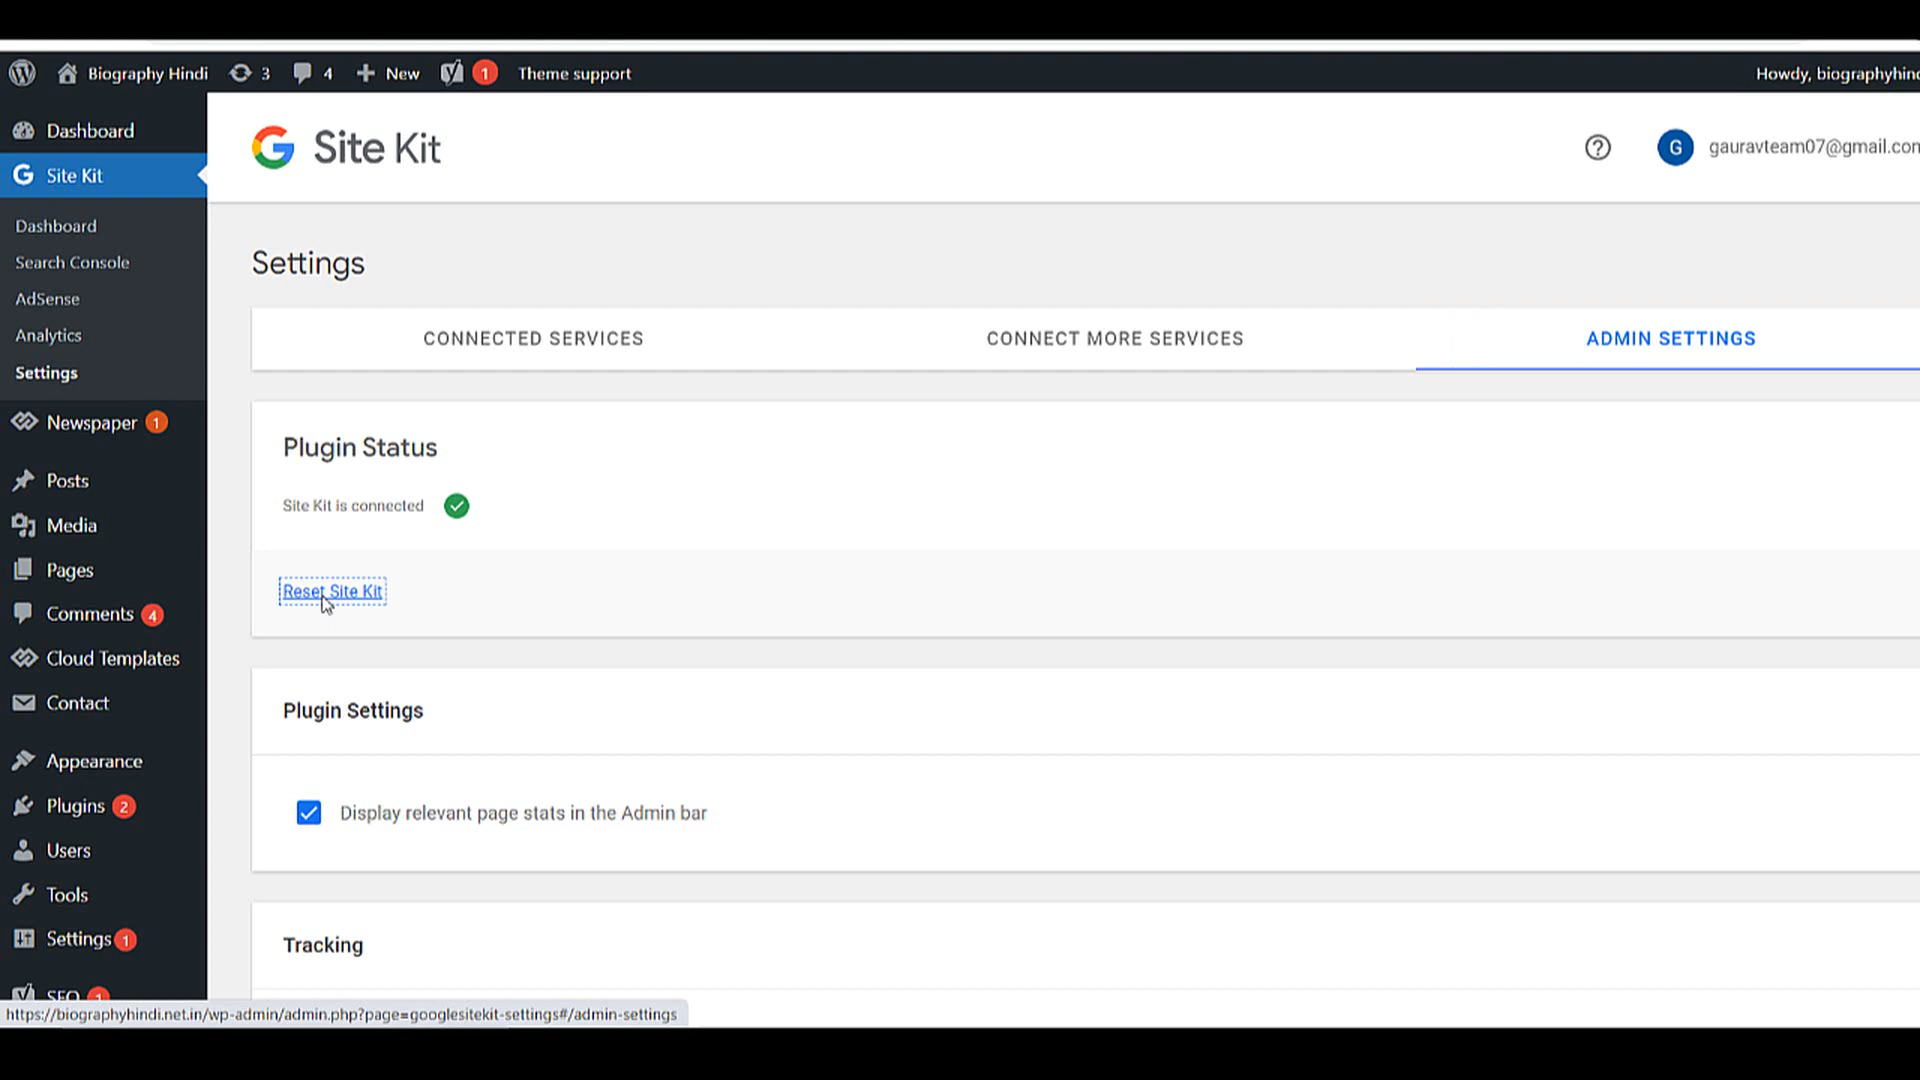 Biography Hindi 3 4 New 1 Theme support
Howdy, biographyhind
Dashboard
Site Kit
Dashboard
Search Console
AdSense
Analytics
Settings
Newspaper 1
Posts
Media
Pages
Comments 4
Cloud Templates
Contact
Appearance
Plugins 2
Users
Tools
Settings 1
SEO 1
Site Kit
G gauravteam07@gmail.com
Settings
CONNECTED SERVICES
CONNECT MORE SERVICES
ADMIN SETTINGS
Plugin Status
Site Kit is connected
Reset Site Kit
Plugin Settings
Display relevant page stats in the Admin bar
Tracking
https://biographyhindi.net.in/wp-admin/admin.php?page=googlesitekit-settings#/admin-settings